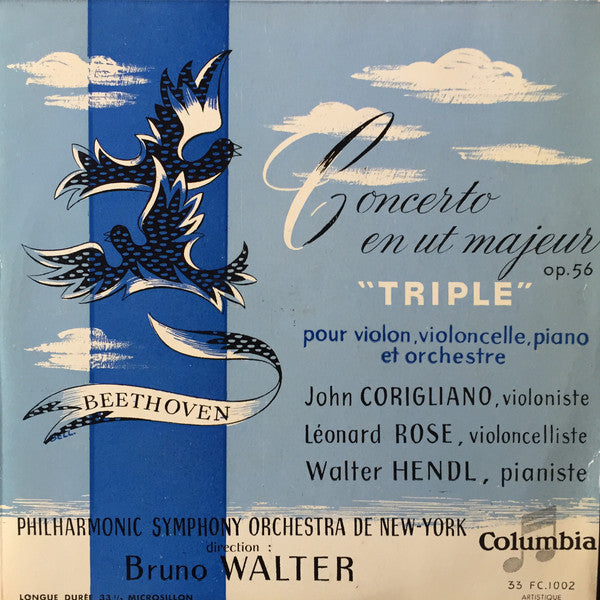 Concerto
en ut majeur
op.56
"TRIPLE"
pour violon, violoncelle, piano
et orchestre
BEETHOVEN
John CORIGLIANO, violoniste
Léonard ROSE, violoncelliste
Walter HENDL, pianiste
PHILHARMONIC SYMPHONY ORCHESTRA DE NEW-YORK
direction :
Bruno WALTER
Columbia
33 FC.1002
ARTISTIQUE
LONGUE DURÉE 33 1/3 MICROSILLON